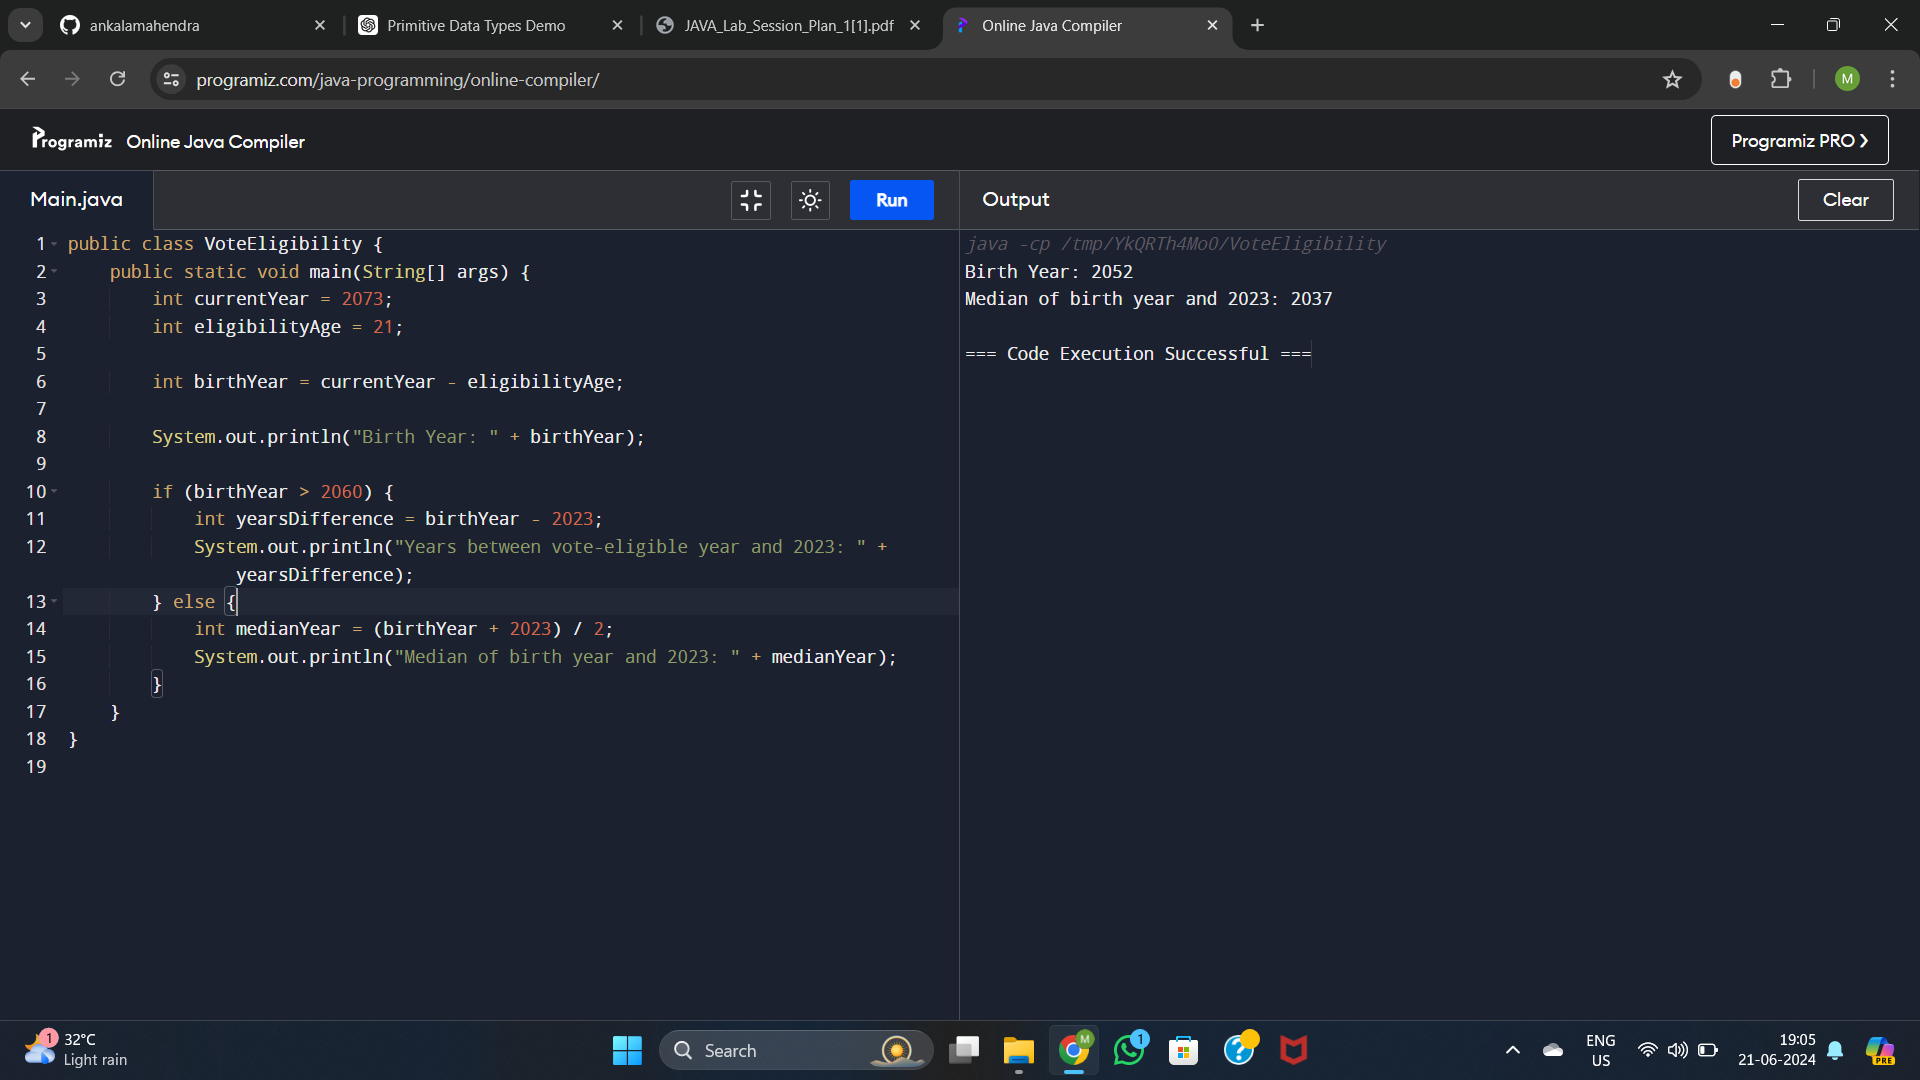 ankalamahendra
Primitive Data Types Demo
JAVA_Lab_Session_Plan_1[1].pdf
Online Java Compiler
programiz.com/java-programming/online-compiler/
M
Programiz Online Java Compiler
Programiz PRO
Main.java
Run
Output
Clear
1 public class VoteEligibility {
2 public static void main(String[] args) {
3 int currentYear = 2073;
4 int eligibilityAge = 21;
5
6 int birthYear = currentYear - eligibilityAge;
7
8 System.out.println("Birth Year: " + birthYear);
9
10 if (birthYear > 2060) {
11 int yearsDifference = birthYear - 2023;
12 System.out.println("Years between vote-eligible year and 2023: " +
yearsDifference);
13 } else {
14 int medianYear = (birthYear + 2023) / 2;
15 System.out.println("Median of birth year and 2023: " + medianYear);
16 }
17 }
18 }
19
java -cp /tmp/YkQRTh4MoO/VoteEligibility
Birth Year: 2052
Median of birth year and 2023: 2037
=== Code Execution Successful ===
1
32°C
Light rain
Search
M
1
ENG
US
19:05
21-06-2024
PRE